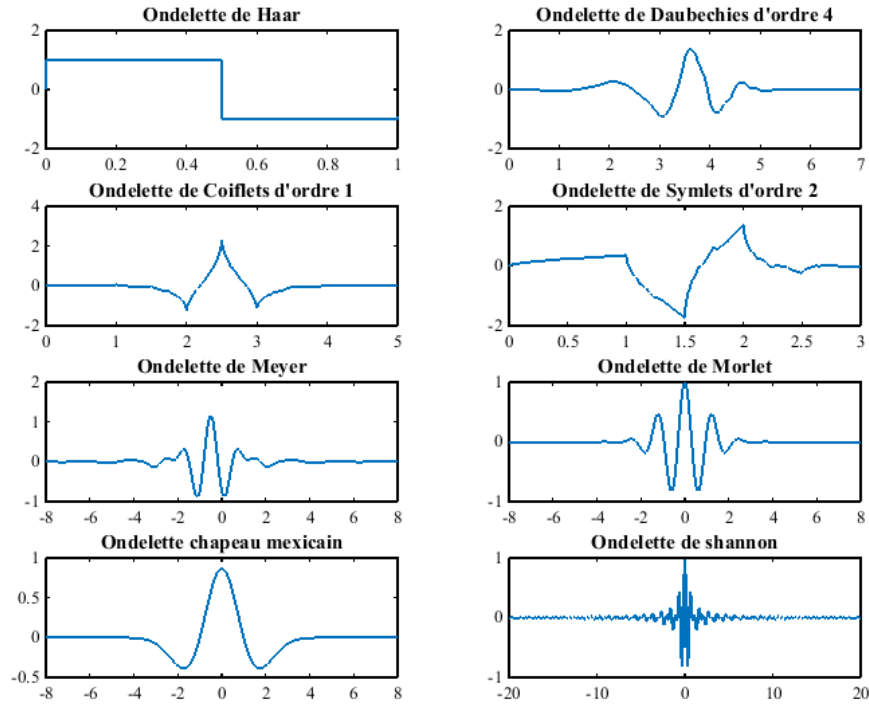 Ondelette de Haar
2
0
-2
0 0.2 0.4 0.6 0.8 1
Ondelette de Daubechies d'ordre 4
2
0
-2
0 1 2 3 4 5 6 7
Ondelette de Coiflets d'ordre 1
4
2
0
-2
0 1 2 3 4 5
Ondelette de Symlets d'ordre 2
2
0
-2
0 0.5 1 1.5 2 2.5 3
Ondelette de Meyer
2
1
0
-1
-8 -6 -4 -2 0 2 4 6 8
Ondelette de Morlet
1
0
-1
-8 -6 -4 -2 0 2 4 6 8
Ondelette chapeau mexicain
1
0.5
0
-0.5
-8 -6 -4 -2 0 2 4 6 8
Ondelette de shannon
1
0
-1
-20 -10 0 10 20